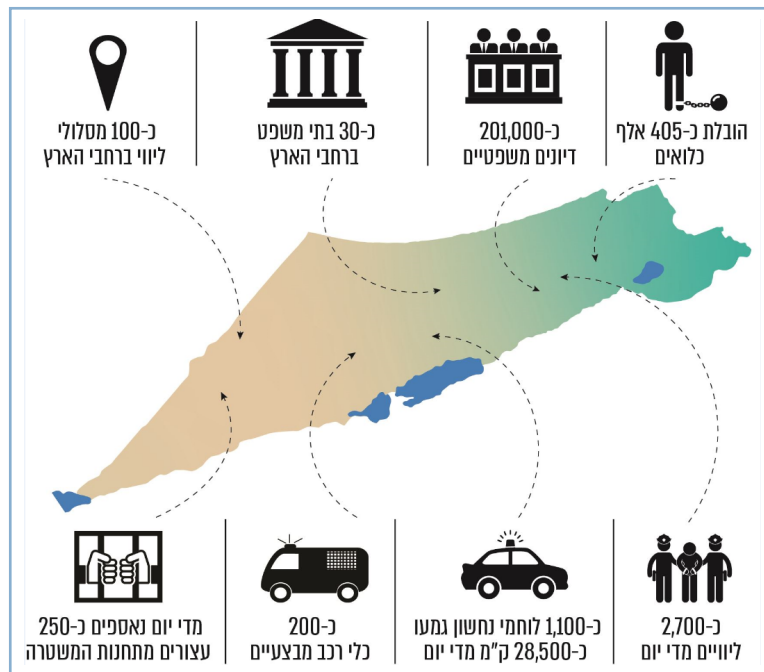 הובלת כ-405 אלף
כלואים
כ-201,000
דיונים משפטיים
כ-30 בתי משפט
ברחבי הארץ
כ-100 מסלולי
ליווי ברחבי הארץ
כ-2,700
ליוויים מדי יום
כ-1,100 לוחמי נחשון גמעו
כ-28,500 ק"מ מדי יום
כ-200
כלי רכב מבצעיים
מדי יום נאספים כ-250
עצורים מתחנות המשטרה